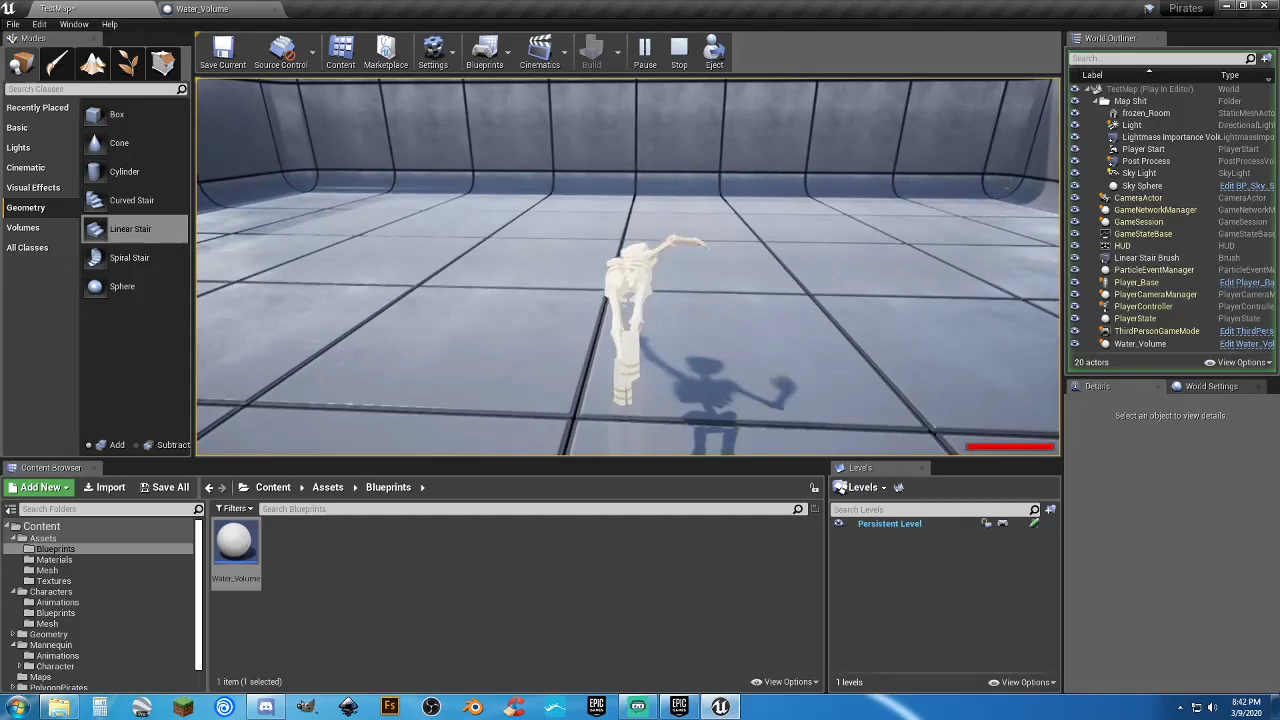 TestMap*
Water_Volume
Pirates
File
Edit
Window
Help
Modes
Search Classes
Recently Placed
Basic
Lights
Cinematic
Visual Effects
Geometry
Volumes
All Classes
Box
Cone
Cylinder
Curved Stair
Linear Stair
Spiral Stair
Sphere
Add
Subtract
Save Current
Source Control
Content
Marketplace
Settings
Blueprints
Cinematics
Build
Pause
Stop
Eject
World Outliner
Search...
Label
Type
TestMap (Play In Editor)
World
Map Shit
Folder
frozen_Room
StaticMeshActo
Light
DirectionalLigh
Lightmass Importance Volu
LightmassImpo
Player Start
PlayerStart
Post Process
PostProcessVo
Sky Light
SkyLight
Sky Sphere
Edit BP_Sky_S
CameraActor
CameraActor
GameNetworkManager
GameNetworkM
GameSession
GameSession
GameStateBase
GameStateBase
HUD
HUD
Linear Stair Brush
Brush
ParticleEventManager
ParticleEventM
Player_Base
Edit Player_Ba
PlayerCameraManager
PlayerCameraM
PlayerController
PlayerControlle
PlayerState
PlayerState
ThirdPersonGameMode
Edit ThirdPers
Water_Volume
Edit Water_Vol
20 actors
View Options
Details
World Settings
Select an object to view details.
Content Browser
Add New
Import
Save All
Content
Assets
Blueprints
Search Folders
Filters
Search Blueprints
Content
Assets
Blueprints
Materials
Mesh
Textures
Characters
Animations
Blueprints
Mesh
Geometry
Mannequin
Animations
Character
Maps
PolygonPirates
Water_Volume
1 item (1 selected)
View Options
Levels
Levels
Search Levels
Persistent Level
1 levels
View Options
Pro
Fs
EPIC
GAMES
EPIC
GAMES
8:42 PM
3/9/2020